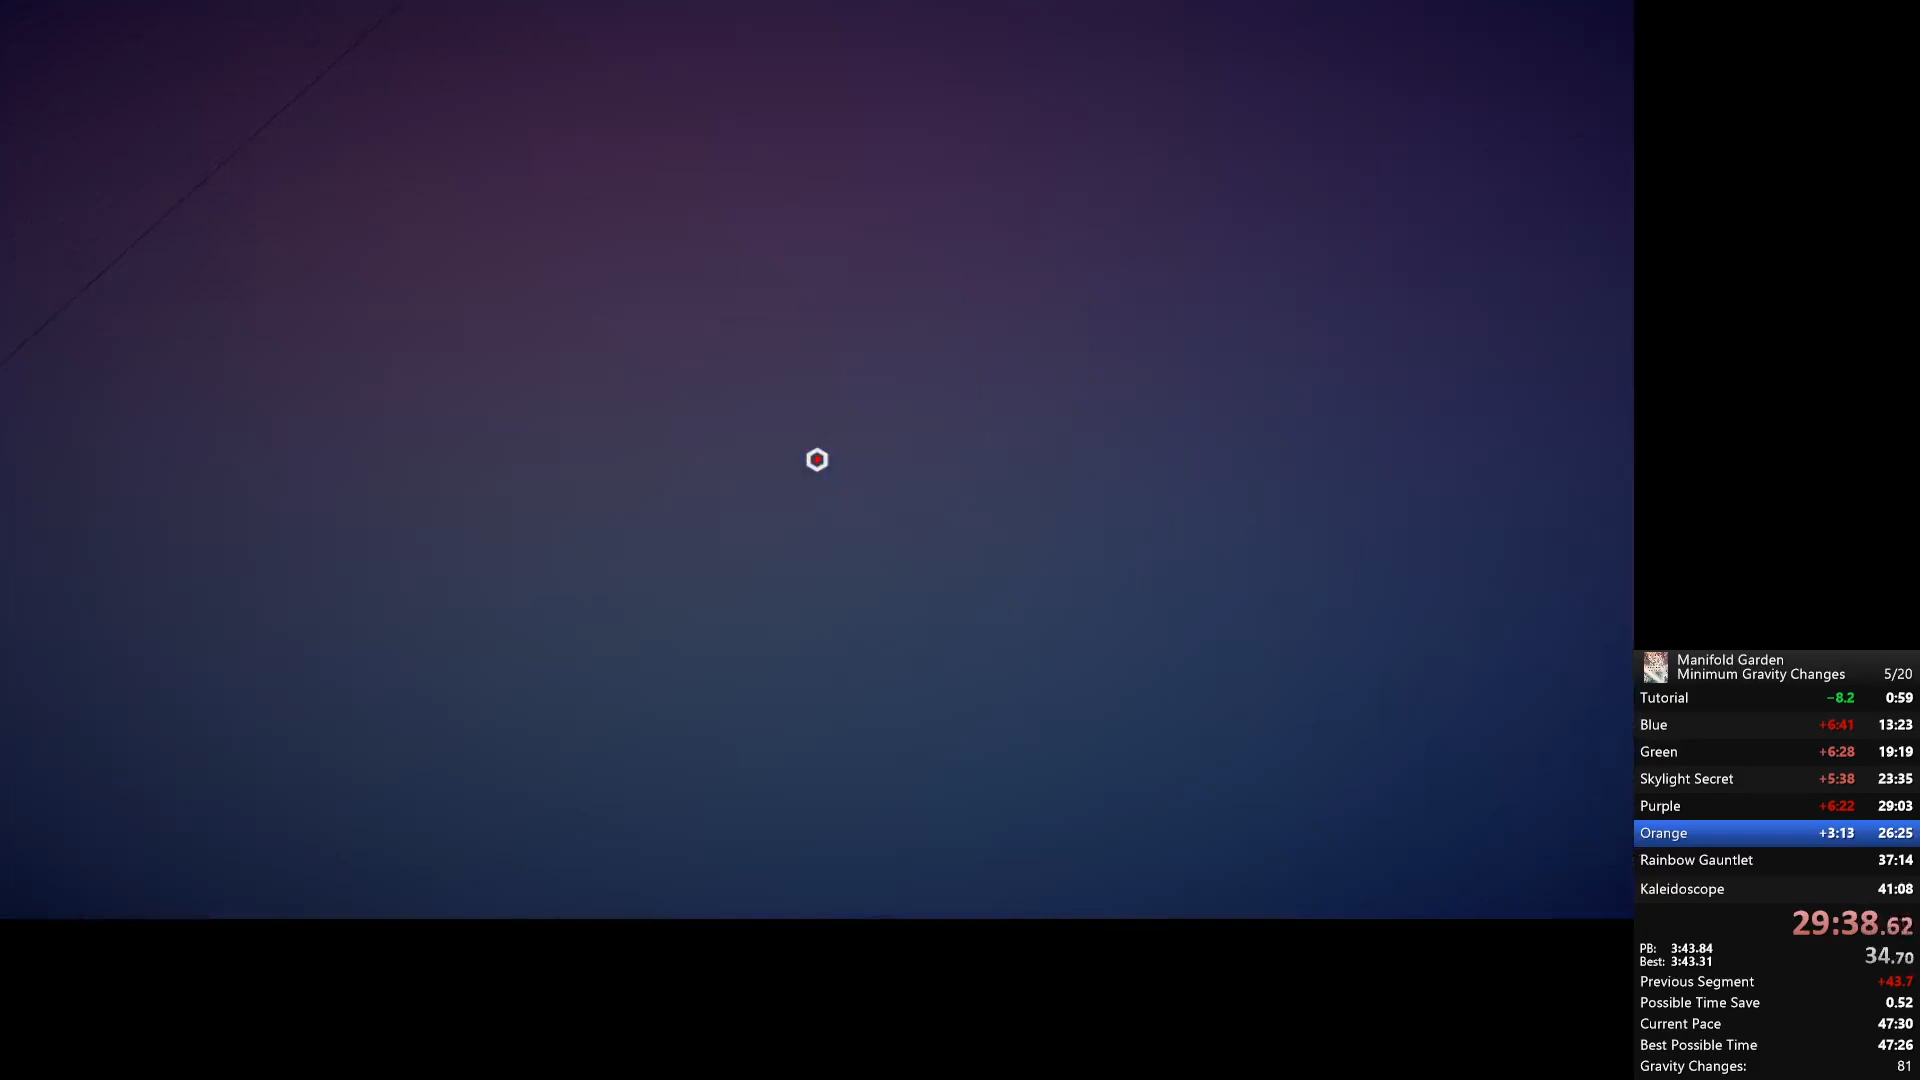 Manifold Garden
Minimum Gravity Changes 5/20
Tutorial −8.2 0:59
Blue +6:41 13:23
Green +6:28 19:19
Skylight Secret +5:38 23:35
Purple +6:22 29:03
Orange +3:13 26:25
Rainbow Gauntlet 37:14
Kaleidoscope 41:08
29:38.62
PB: 3:43.84
Best: 3:43.31
34.70
Previous Segment +43.7
Possible Time Save 0.52
Current Pace 47:30
Best Possible Time 47:26
Gravity Changes: 81